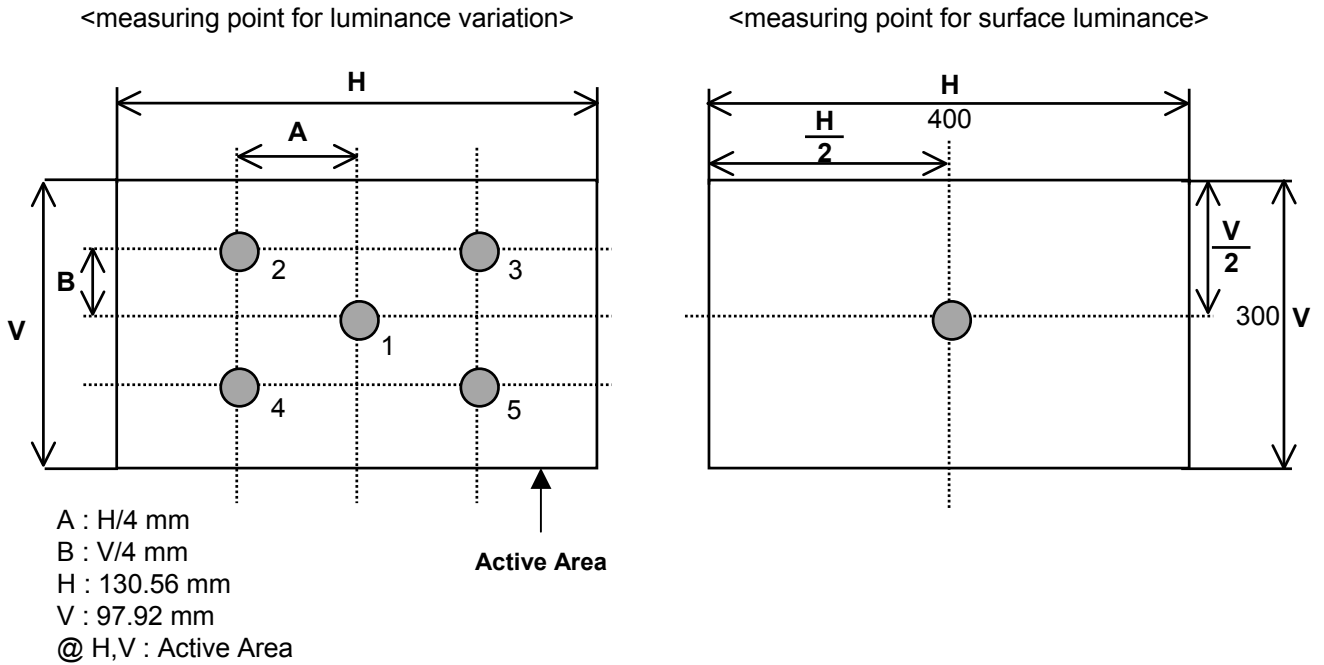 <measuring point for luminance variation>
<measuring point for surface luminance>
H
A
B
V
2
3
1
4
5
Active Area
A : H/4 mm
B : V/4 mm
H : 130.56 mm
V : 97.92 mm
@ H,V : Active Area
H
400
H
2
V
2
300
V